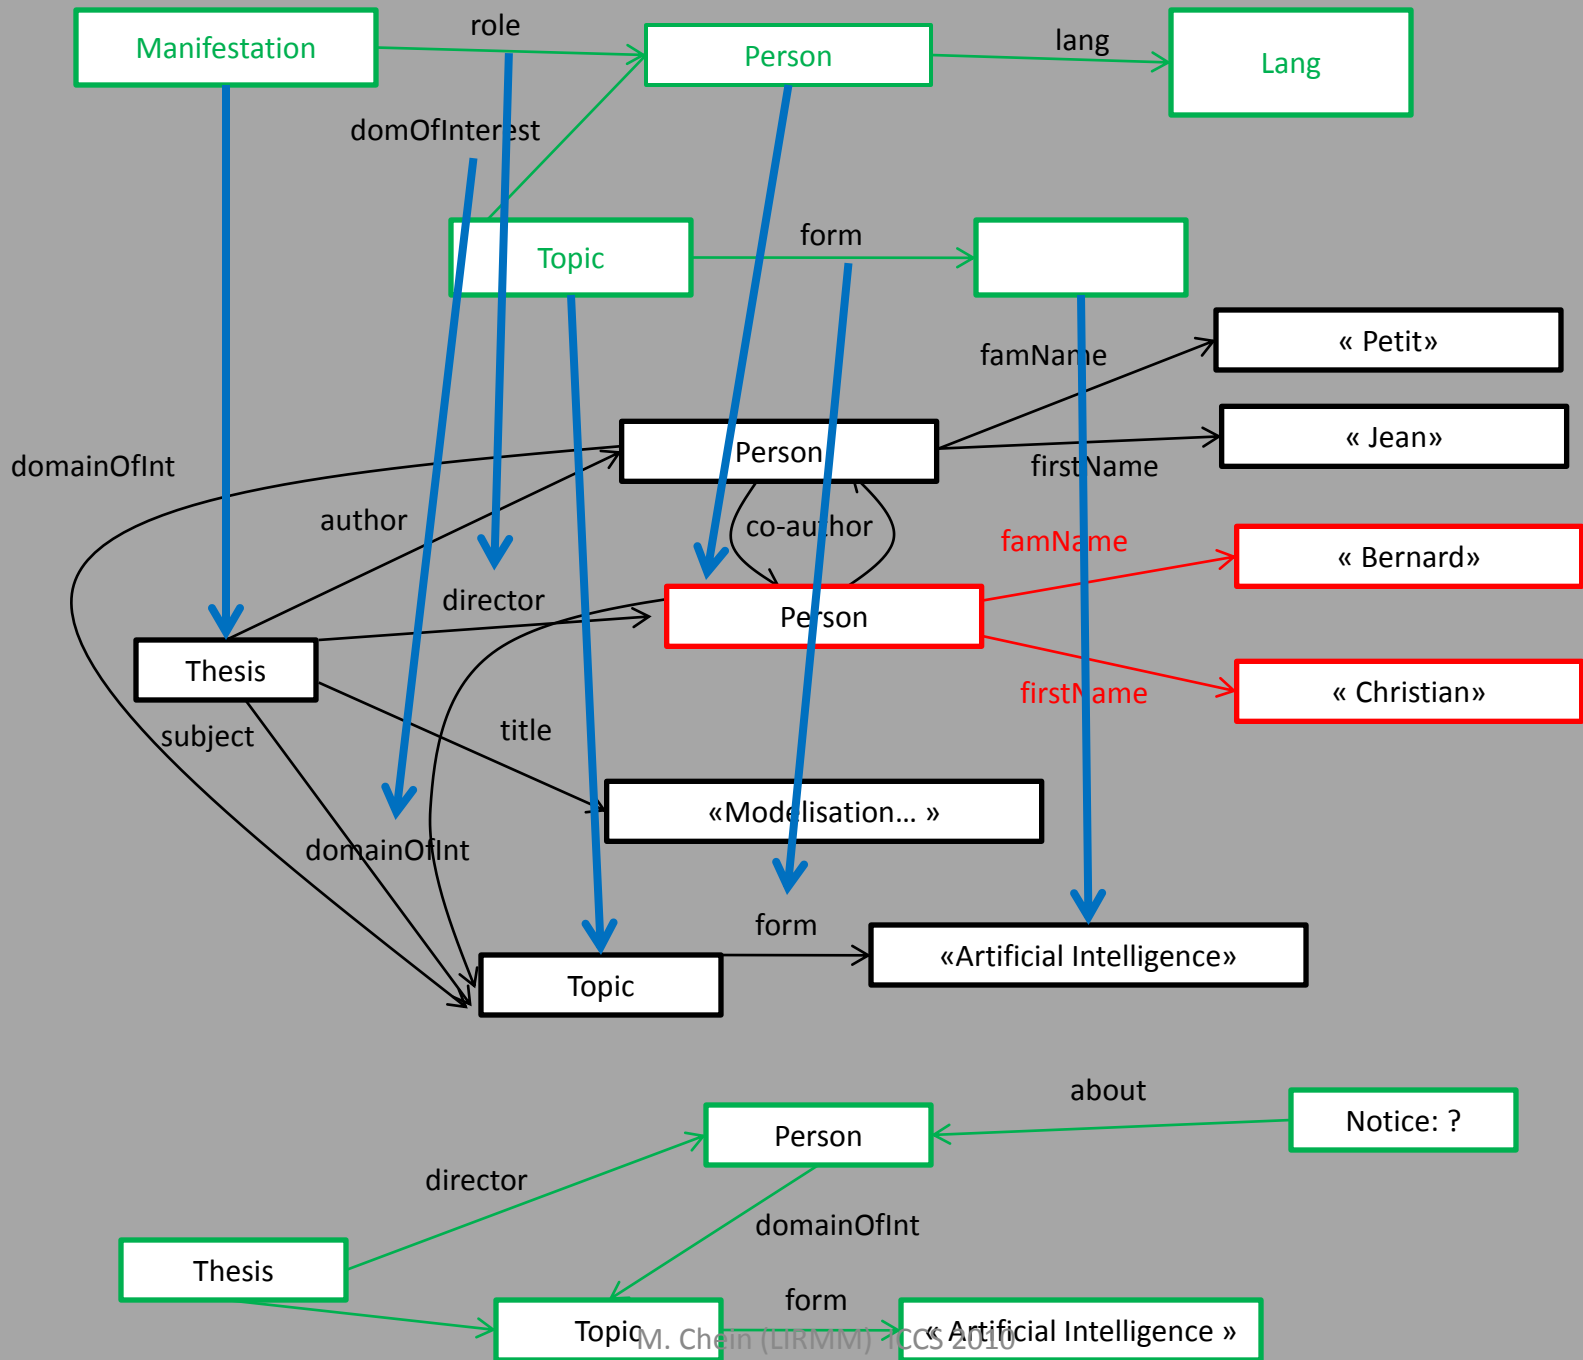 role
Manifestation
Person
lang
Lang
domOfInterest
Topic
form
« Petit»
famName
« Jean»
Person
firstName
domainOfInt
author
co-author
famName
« Bernard»
director
Person
Thesis
firstName
« Christian»
subject
title
«Modelisation... »
domainOfInt
form
«Artificial Intelligence»
Topic
about
Notice: ?
Person
director
domainOfInt
Thesis
form
Topic
« Artificial Intelligence »
M. Chein (LIRMM) ICCS 2010